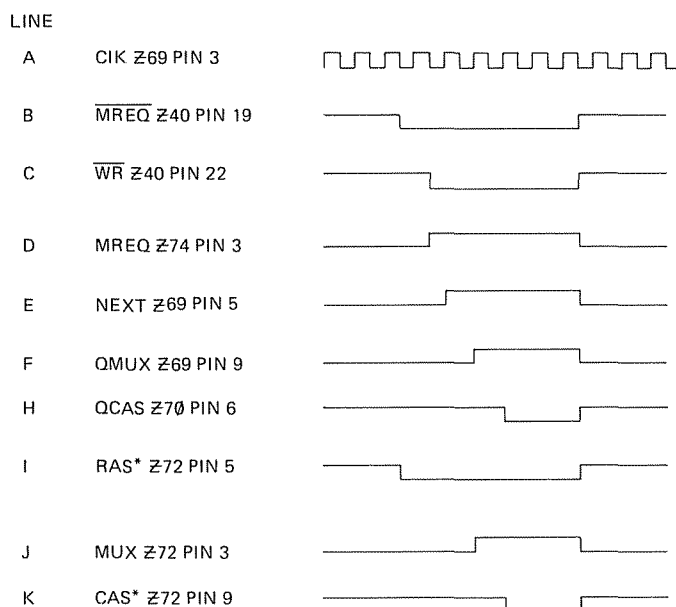 LINE
A CIK Z69 PIN 3
B MREQ Z40 PIN 19
C WR Z40 PIN 22
D MREQ Z74 PIN 3
E NEXT Z69 PIN 5
F QMUX Z69 PIN 9
H QCAS Z7Ø PIN 6
I RAS* Z72 PIN 5
J MUX Z72 PIN 3
K CAS* Z72 PIN 9